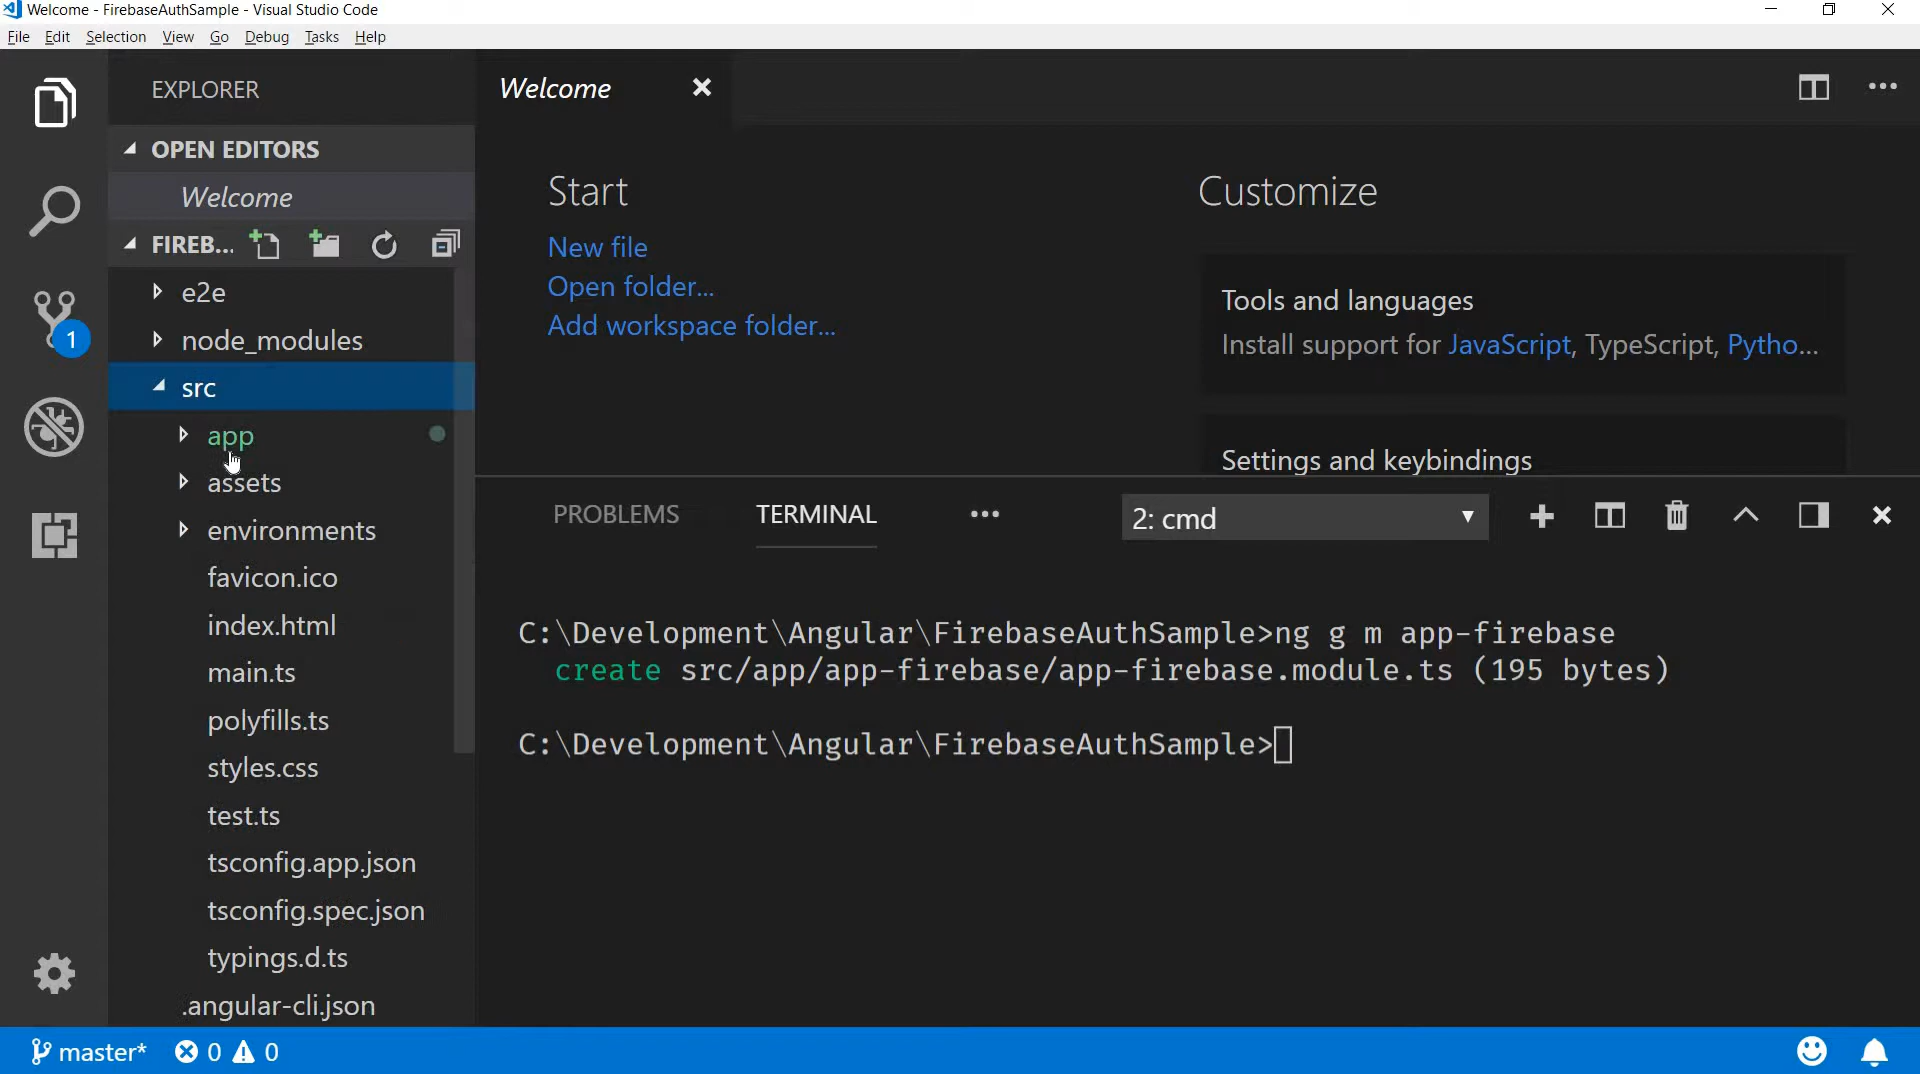 Welcome - FirebaseAuthSample - Visual Studio Code
File Edit Selection View Go Debug Tasks Help
EXPLORER
OPEN EDITORS
Welcome
FIREB...
e2e
node_modules
src
app
assets
environments
favicon.ico
index.html
main.ts
polyfills.ts
styles.css
test.ts
tsconfig.app.json
tsconfig.spec.json
typings.d.ts
.angular-cli.json
1
Welcome
Start
New file
Open folder...
Add workspace folder...
Customize
Tools and languages
Install support for JavaScript, TypeScript, Pytho...
Settings and keybindings
PROBLEMS TERMINAL ... 2: cmd
C:\Development\Angular\FirebaseAuthSample>ng g m app-firebase
create src/app/app-firebase/app-firebase.module.ts (195 bytes)
C:\Development\Angular\FirebaseAuthSample>
master* 0 0